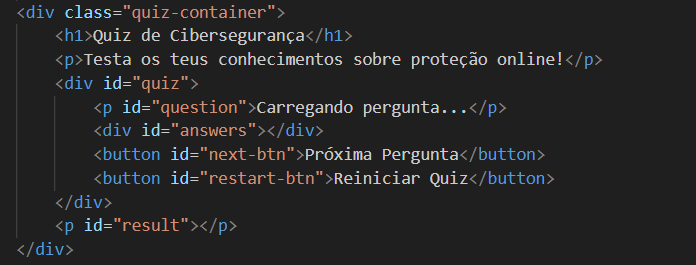 <div class="quiz-container">
<h1>Quiz de Cibersegurança</h1>
<p>Testa os teus conhecimentos sobre proteção online!</p>
<div id="quiz">
<p id="question">Carregando pergunta...</p>
<div id="answers"></div>
<button id="next-btn">Próxima Pergunta</button>
<button id="restart-btn">Reiniciar Quiz</button>
</div>
<p id="result"></p>
</div>